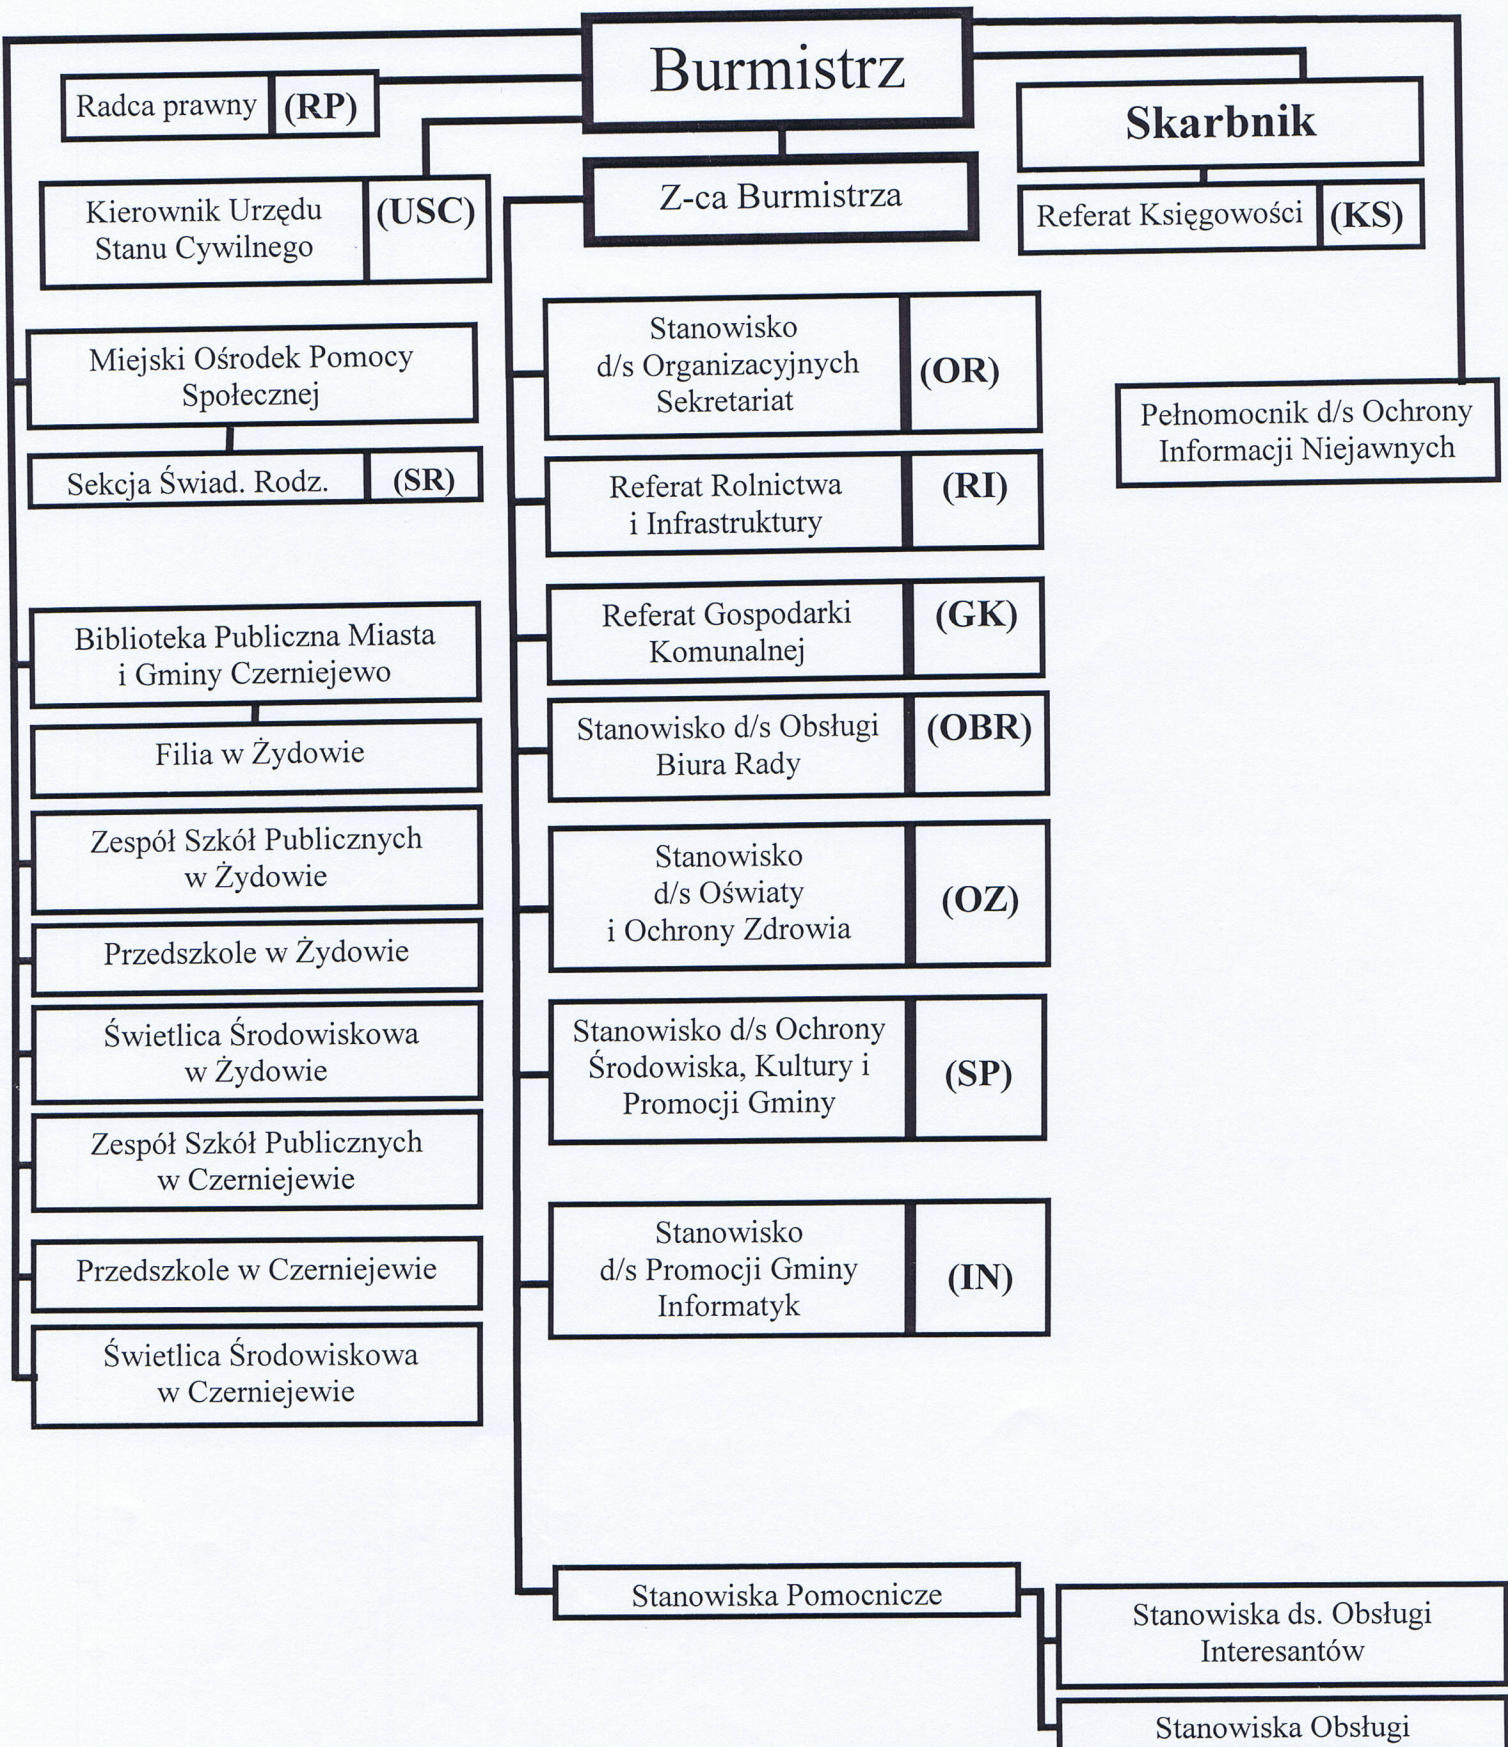 Burmistrz
Radca prawny (RP)
Skarbnik
Kierownik Urzędu (USC)
Stanu Cywilnego
Z-ca Burmistrza
Referat Księgowości (KS)
Miejski Ośrodek Pomocy
Społecznej
Sekcja Świad. Rodz. (SR)
Biblioteka Publiczna Miasta
i Gminy Czerniejewo
Filia w Żydowie
Zespół Szkół Publicznych
w Żydowie
Przedszkole w Żydowie
Świetlica Środowiskowa
w Żydowie
Zespół Szkół Publicznych
w Czerniejewie
Przedszkole w Czerniejewie
Świetlica Środowiskowa
w Czerniejewie
Stanowisko
d/s Organizacyjnych (OR)
Sekretariat
Referat Rolnictwa (RI)
i Infrastruktury
Referat Gospodarki (GK)
Komunalnej
Stanowisko d/s Obsługi (OBR)
Biura Rady
Stanowisko
d/s Oświaty (OZ)
i Ochrony Zdrowia
Stanowisko d/s Ochrony
Środowiska, Kultury i (SP)
Promocji Gminy
Stanowisko
d/s Promocji Gminy (IN)
Informatyk
Pełnomocnik d/s Ochrony
Informacji Niejawnych
Stanowiska Pomocnicze
Stanowiska ds. Obsługi
Interesantów
Stanowiska Obsługi